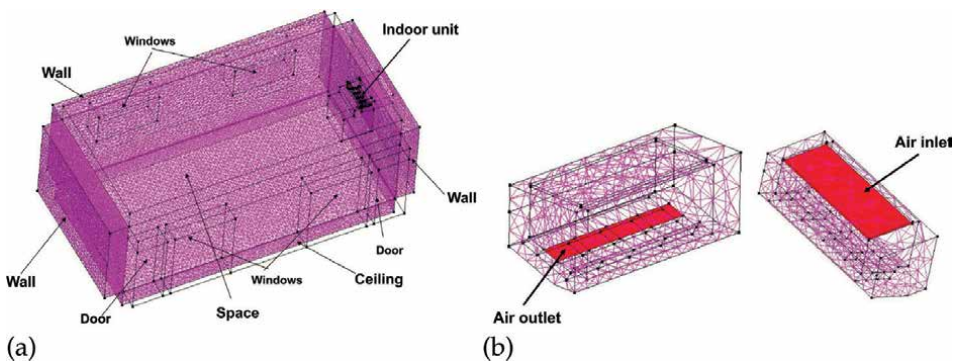 Windows
Indoor unit
Wall
Wall
Door
Wall
Windows
Ceiling
Door
Space
(a)
Air inlet
Air outlet
(b)